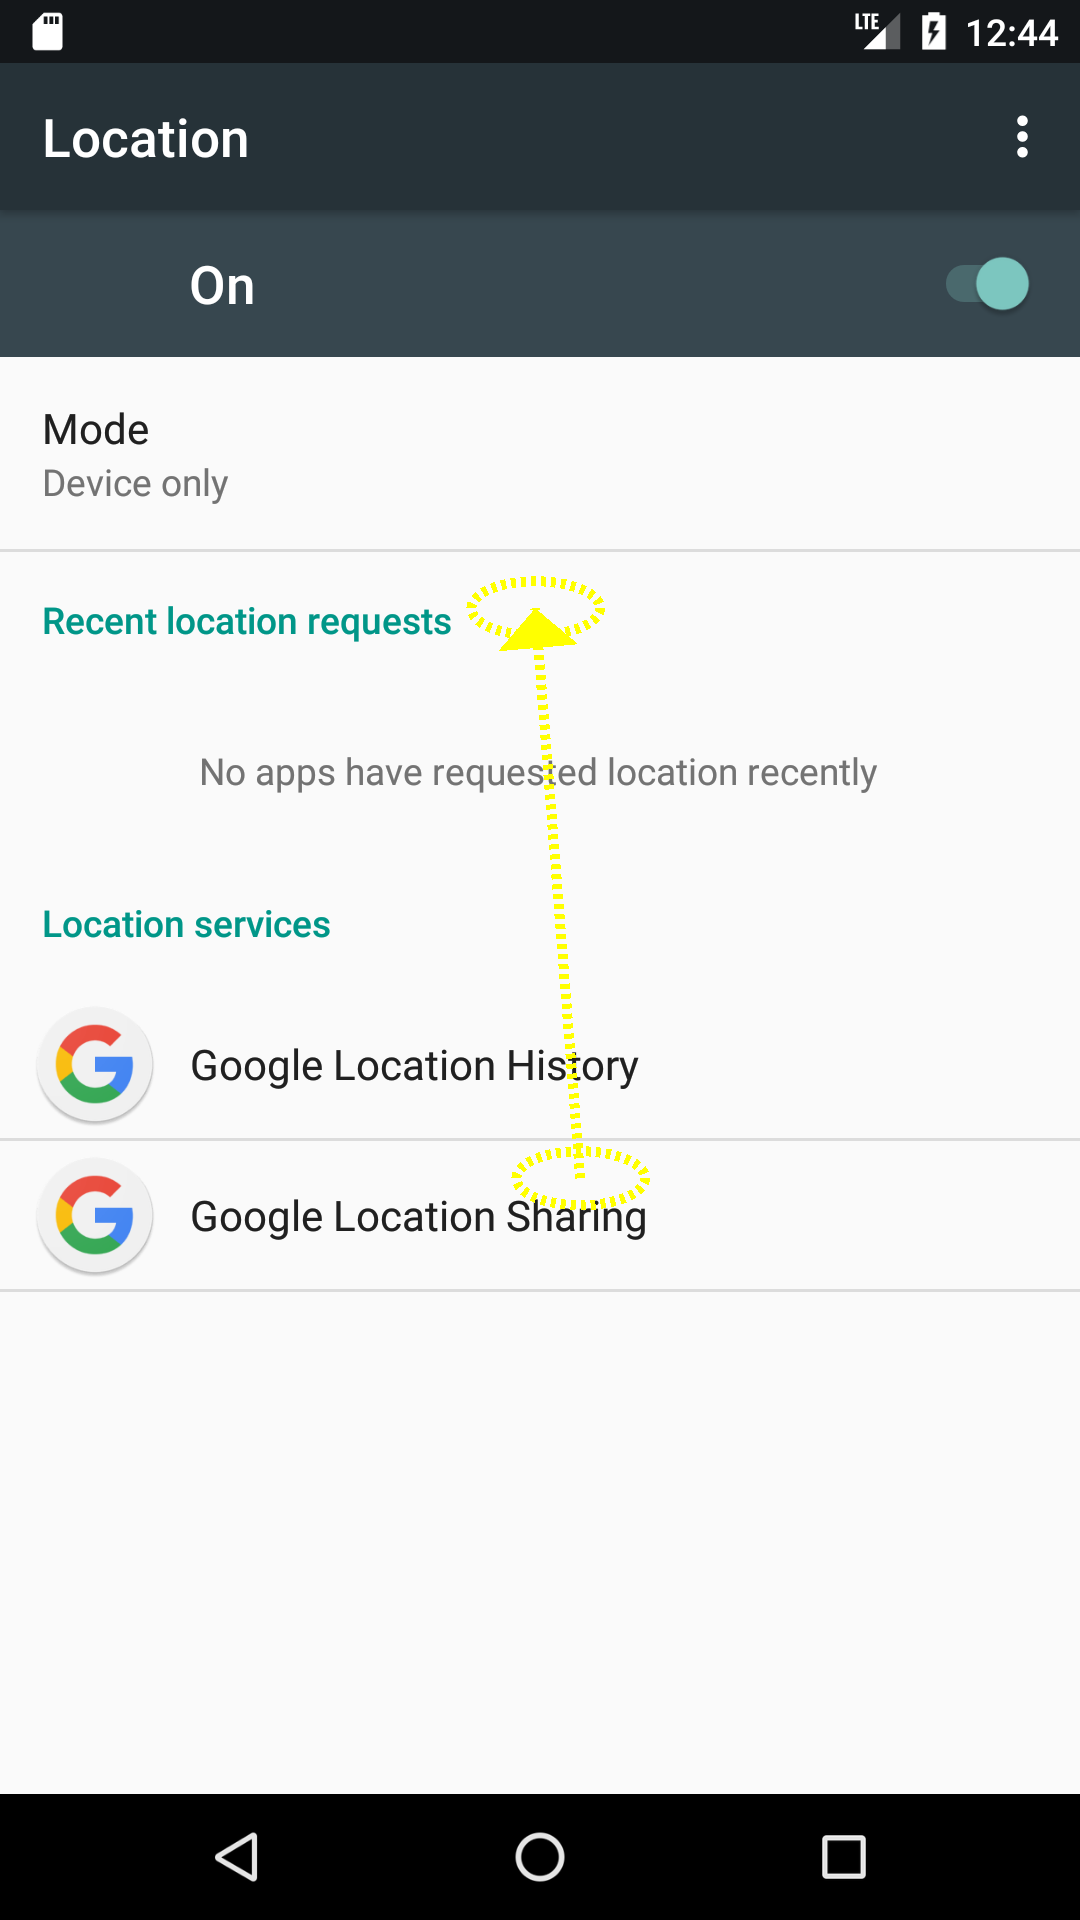 LTE 12:44
Location
On
Mode
Device only
Recent location requests
No apps have requested location recently
Location services
Google Location History
Google Location Sharing